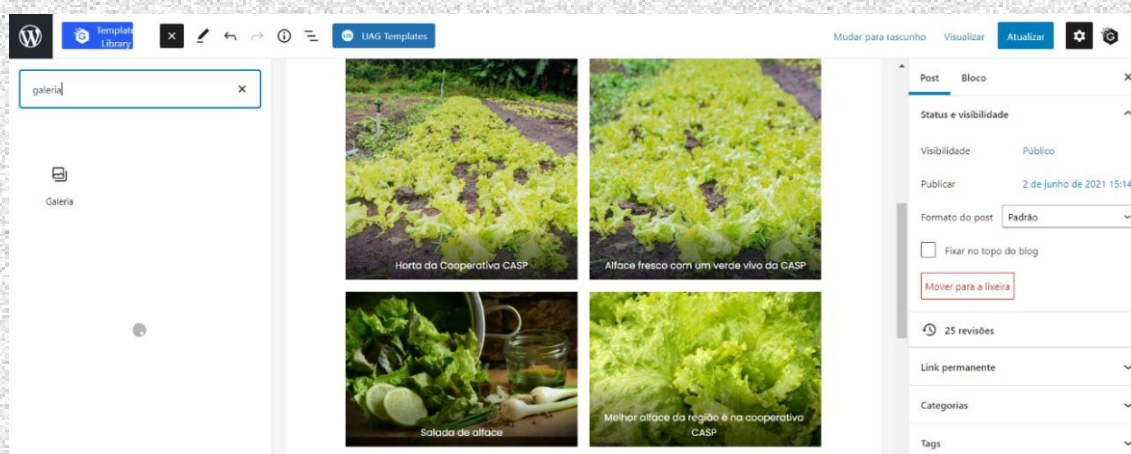 Template Library
UAG Templates
Mudar para rascunho
Visualizar
Atualizar
galeria
Galeria
Horta da Cooperativa CASP
Alface fresco com um verde vivo da CASP
Salada de alface
Melhor alface da região é na cooperativa
CASP
Post
Bloco
Status e visibilidade
Visibilidade
Público
Publicar
2 de junho de 2021 15:14
Formato do post
Padrão
Fixar no topo do blog
Mover para a lixeira
25 revisões
Link permanente
Categorias
Tags